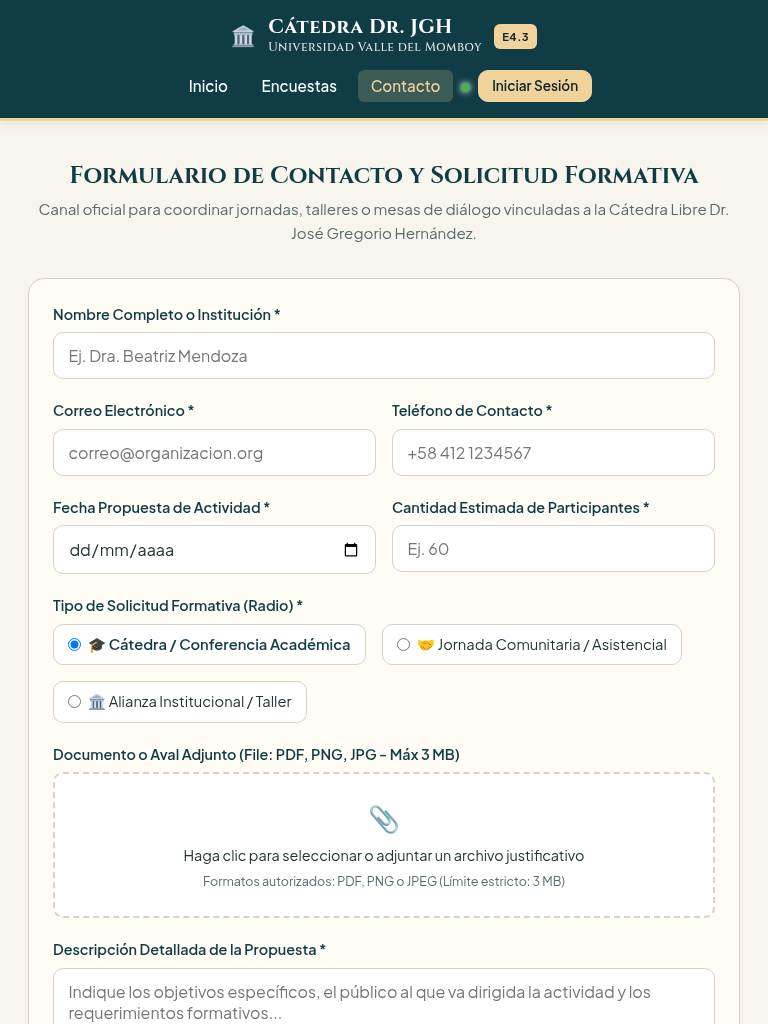 Cátedra Dr. JGH
Universidad Valle del Momboy
E4.3
Inicio
Encuestas
Contacto
Iniciar Sesión
Formulario de Contacto y Solicitud Formativa
Canal oficial para coordinar jornadas, talleres o mesas de diálogo vinculadas a la Cátedra Libre Dr.
José Gregorio Hernández.
Nombre Completo o Institución *
Ej. Dra. Beatriz Mendoza
Correo Electrónico *
Teléfono de Contacto *
correo@organizacion.org
+58 412 1234567
Fecha Propuesta de Actividad *
Cantidad Estimada de Participantes *
dd/mm/aaaa
Ej. 60
Tipo de Solicitud Formativa (Radio) *
🎓 Cátedra / Conferencia Académica
🤝 Jornada Comunitaria / Asistencial
🏛️ Alianza Institucional / Taller
Documento o Aval Adjunto (File: PDF, PNG, JPG - Máx 3 MB)
Haga clic para seleccionar o adjuntar un archivo justificativo
Formatos autorizados: PDF, PNG o JPEG (Límite estricto: 3 MB)
Descripción Detallada de la Propuesta *
Indique los objetivos específicos, el público al que va dirigida la actividad y los
requerimientos formativos...